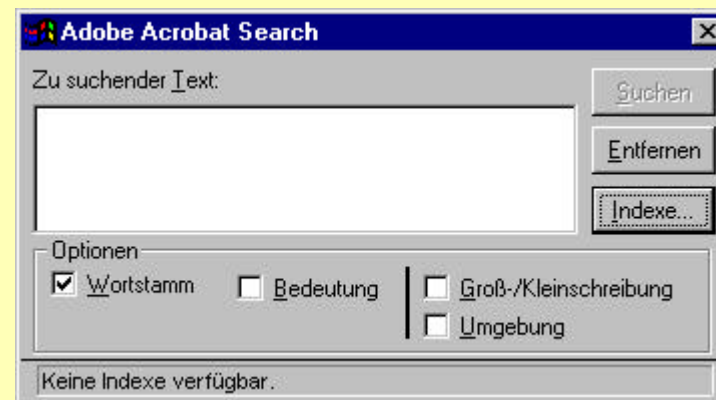 Adobe Acrobat Search
Zu suchender Text:
Suchen
Entfernen
Indexe...
Optionen
Wortstamm
Bedeutung
Groß-/Kleinschreibung
Umgebung
Keine Indexe verfügbar.